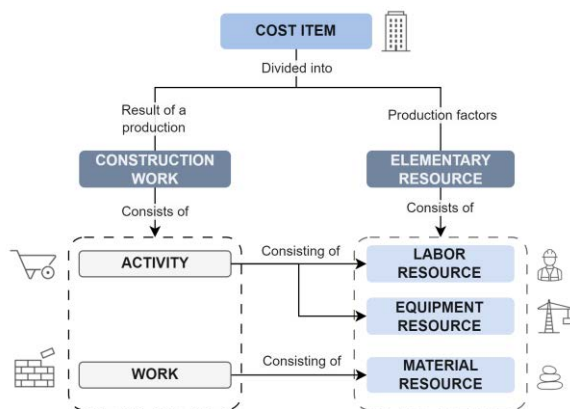 COST ITEM
Divided into
Result of a
production
Production factors
CONSTRUCTION
WORK
ELEMENTARY
RESOURCE
Consists of
Consists of
ACTIVITY
Consisting of
LABOR
RESOURCE
EQUIPMENT
RESOURCE
WORK
Consisting of
MATERIAL
RESOURCE